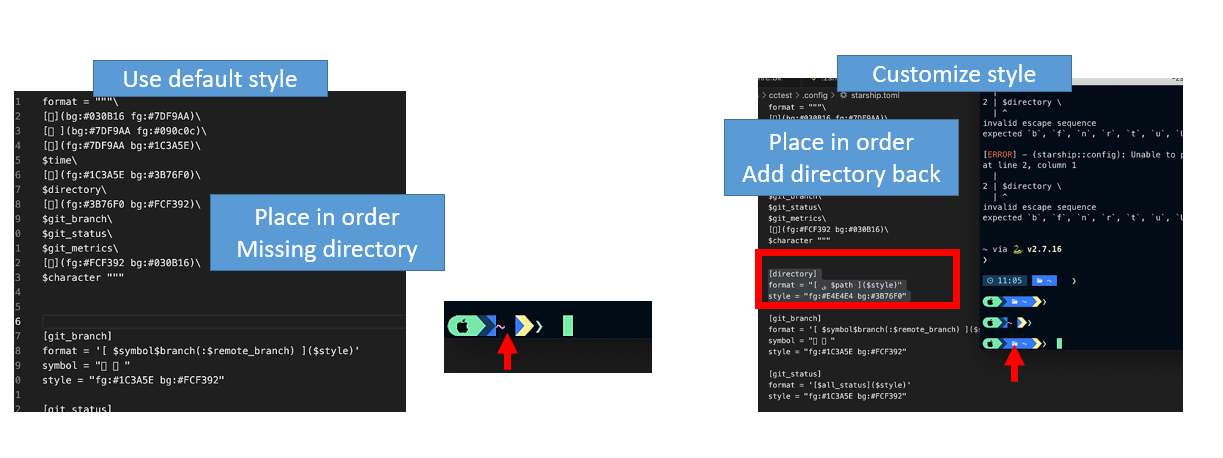 Use default style
1 format = """\
2 [](bg:#030B16 fg:#7DF9AA)\
3 [ ](bg:#7DF9AA fg:#090c0c)\
4 [](fg:#7DF9AA bg:#1C3A5E)\
5 $time\
6 [](fg:#1C3A5E bg:#3B76F0)\
7 $directory\
8 [](fg:#3B76F0 bg:#FCF392)\
9 $git_branch\
0 $git_status\
1 $git_metrics\
2 [](fg:#FCF392 bg:#030B16)\
3 $character """
4
5
6
7 [git_branch]
8 format = '[ $symbol$branch(:$remote_branch) ]($style)'
9 symbol = " "
0 style = "fg:#1C3A5E bg:#FCF392"
1
2 [git_status]
Place in order
Missing directory
~ ❯
Customize style
> cctest > .config > starship.toml
format = """\
[](bg:#030B16 fg:#7DF9AA)\
Place in order
Add directory back
$git_branch\
$git_status\
$git_metrics\
[](fg:#FCF392 bg:#030B16)\
$character """
[directory]
format = "[ $path ]($style)"
style = "fg:#E4E4E4 bg:#3B76F0"
[git_branch]
format = '[ $symbol$branch(:$remote_branch) ]($s
symbol = " "
style = "fg:#1C3A5E bg:#FCF392"
[git_status]
format = '[$all_status]($style)'
style = "fg:#1C3A5E bg:#FCF392"
|
2 | $directory \
| ^
invalid escape sequence
expected `b`, `f`, `n`, `r`, `t`, `u`, `U
[ERROR] - (starship::config): Unable to p
at line 2, column 1
|
2 | $directory \
| ^
invalid escape sequence
expected `b`, `f`, `n`, `r`, `t`, `u`, `U
~ via 🐍 v2.7.16
❯
11:05 ~ ❯
~ ❯
~ ❯
~ ❯